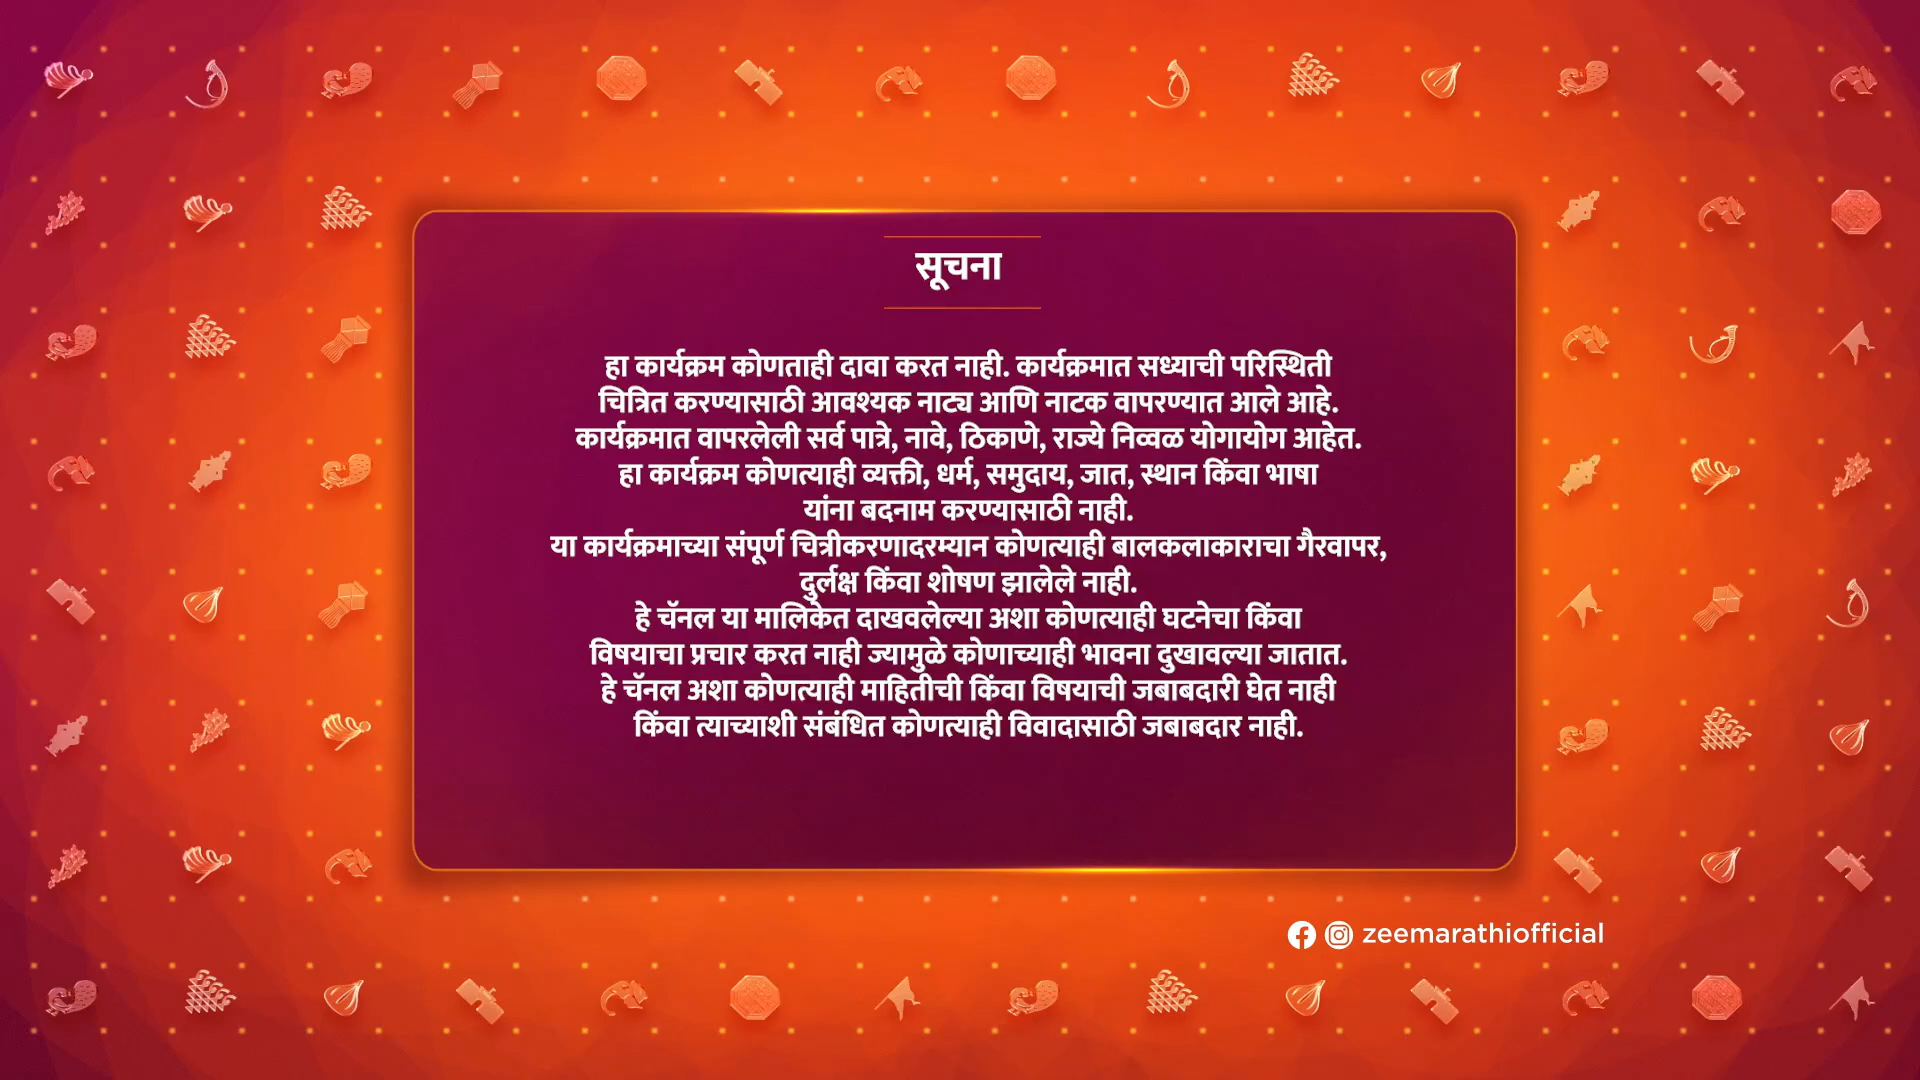 सूचना
हा कार्यक्रम कोणताही दावा करत नाही. कार्यक्रमात सध्याची परिस्थिती
चित्रित करण्यासाठी आवश्यक नाट्य आणि नाटक वापरण्यात आले आहे.
कार्यक्रमात वापरलेली सर्व पात्रे, नावे, ठिकाणे, राज्ये निव्वळ योगायोग आहेत.
हा कार्यक्रम कोणत्याही व्यक्ती, धर्म, समुदाय, जात, स्थान किंवा भाषा
यांना बदनाम करण्यासाठी नाही.
या कार्यक्रमाच्या संपूर्ण चित्रीकरणादरम्यान कोणत्याही बालकलाकाराचा गैरवापर,
दुर्लक्ष किंवा शोषण झालेले नाही.
हे चॅनल या मालिकेत दाखवलेल्या अशा कोणत्याही घटनेचा किंवा
विषयाचा प्रचार करत नाही ज्यामुळे कोणाच्याही भावना दुखावल्या जातात.
हे चॅनल अशा कोणत्याही माहितीची किंवा विषयाची जबाबदारी घेत नाही
किंवा त्याच्याशी संबंधित कोणत्याही विवादासाठी जबाबदार नाही.
zeemarathiofficial